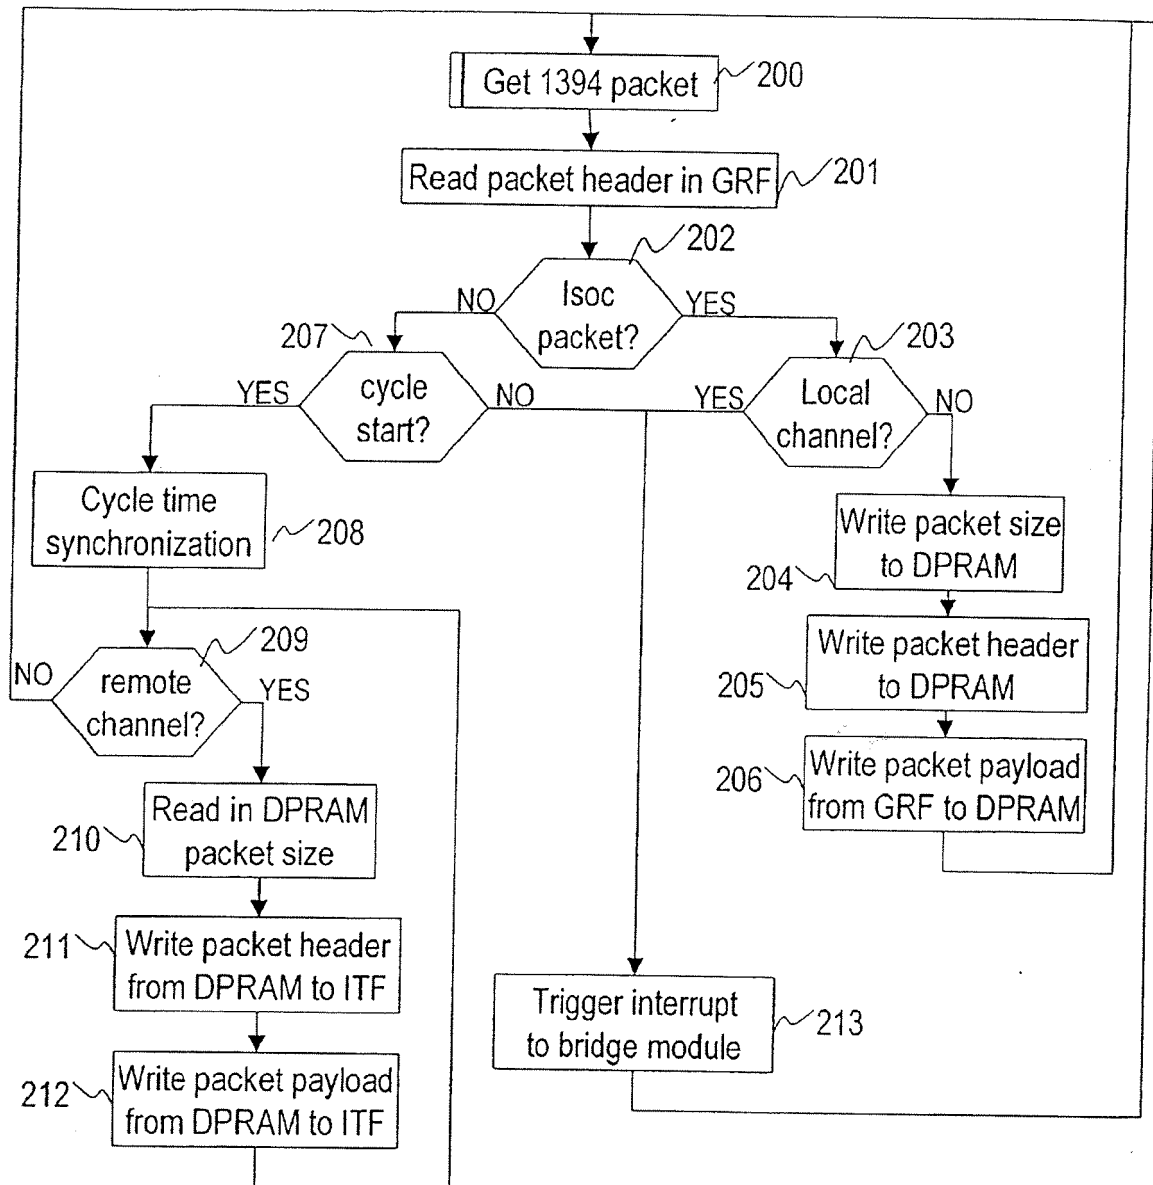 Get 1394 packet
200
Read packet header in GRF
201
202
Isoc
packet?
NO
YES
207
203
cycle
start?
YES
NO
Local
channel?
YES
NO
Cycle time
synchronization
208
Write packet size
to DPRAM
204
Write packet header
to DPRAM
205
209
remote
channel?
NO
YES
Write packet payload
from GRF to DPRAM
206
Read in DPRAM
packet size
210
Write packet header
from DPRAM to ITF
211
Trigger interrupt
to bridge module
213
Write packet payload
from DPRAM to ITF
212